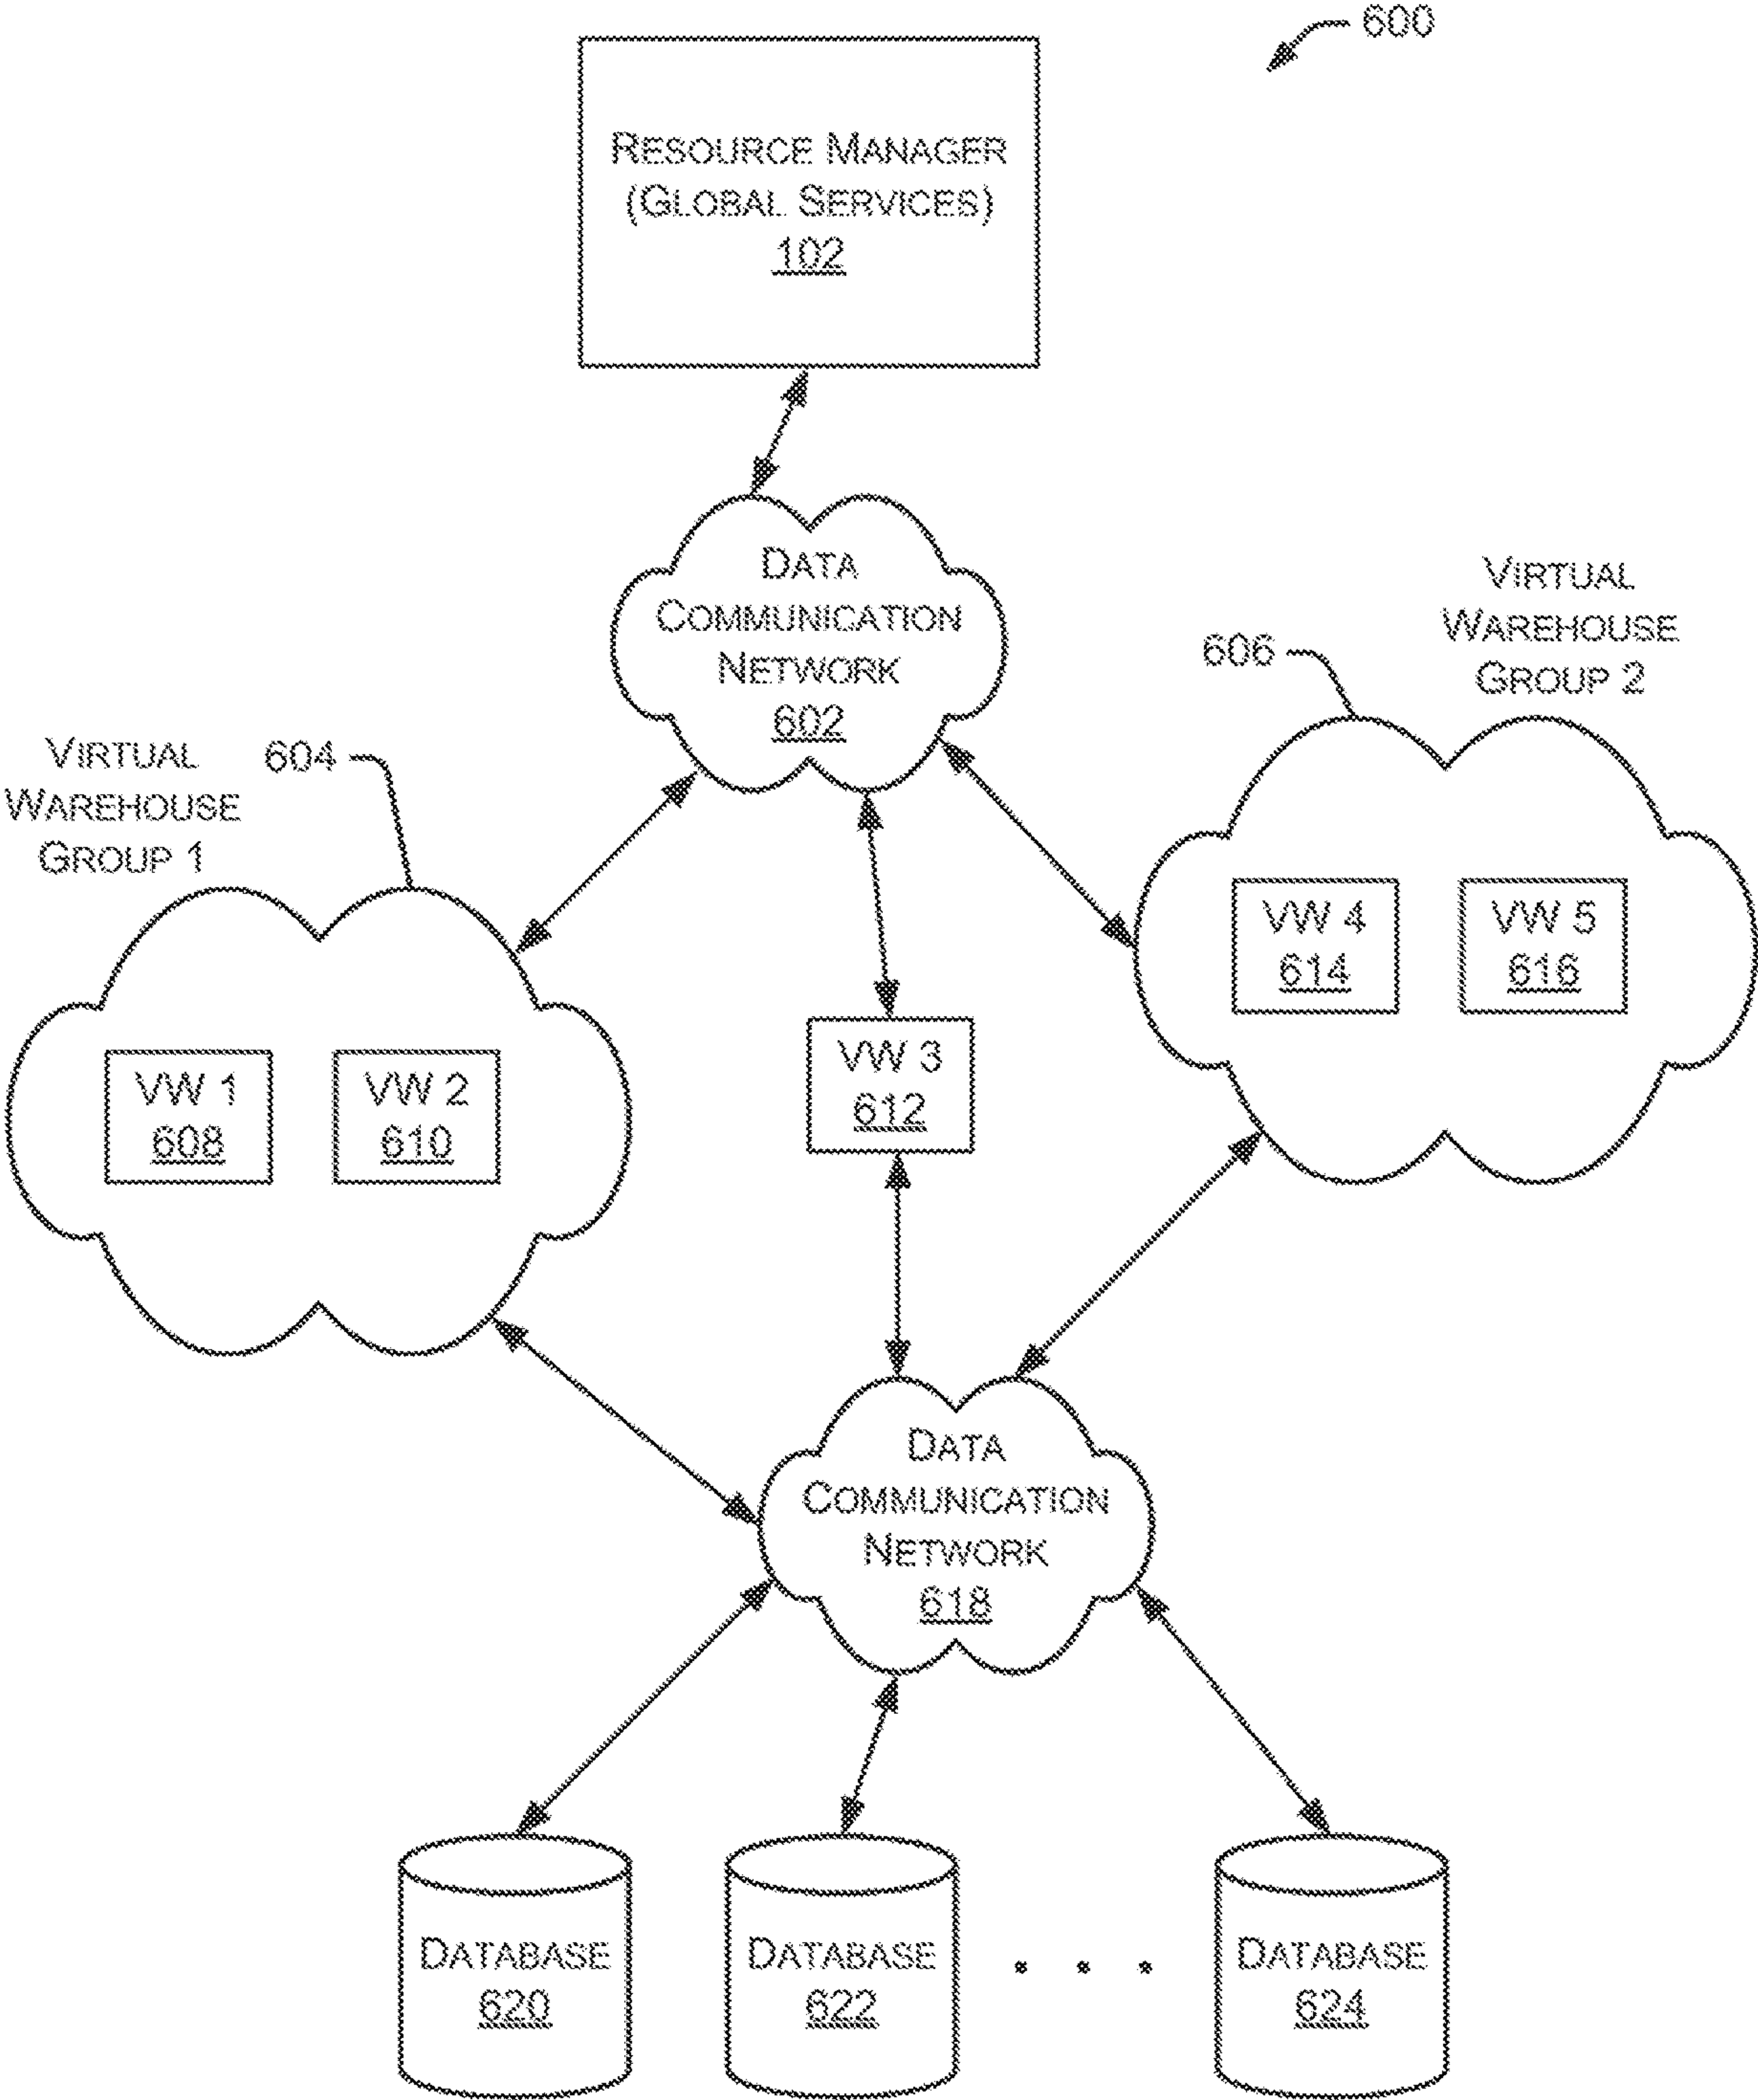 600
RESOURCE MANAGER
(GLOBAL SERVICES)
102
DATA
COMMUNICATION
NETWORK
602
VIRTUAL
WAREHOUSE
GROUP 2
606
VIRTUAL
WAREHOUSE
GROUP 1
604
VW 4
614
VW 5
616
VW 3
612
VW 1
608
VW 2
610
DATA
COMMUNICATION
NETWORK
618
DATABASE
620
DATABASE
622
. . .
DATABASE
624